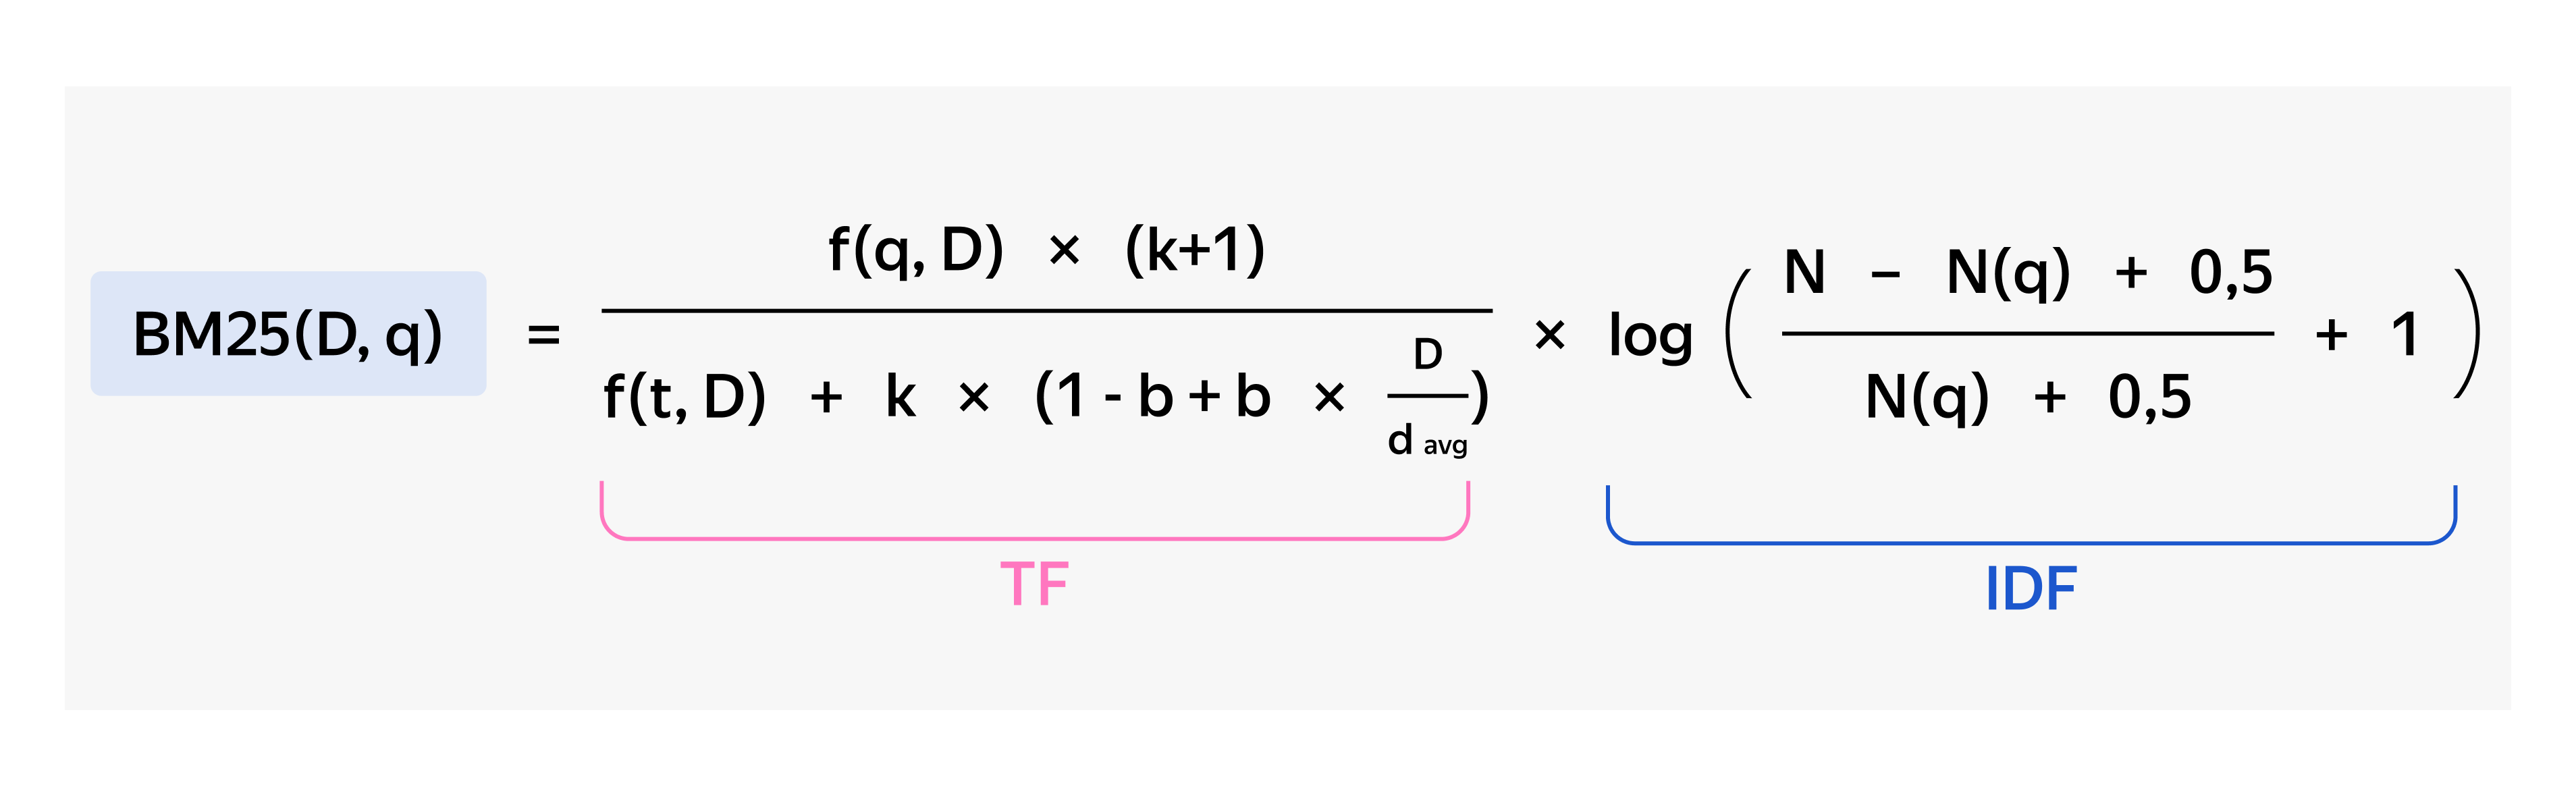 BM25(D, q) = 
f(q, D) × (k+1)
f(t, D) + k × (1 - b + b × D
d avg)
× log ( N − N(q) + 0,5
N(q) + 0,5
+ 1 )
TF
IDF